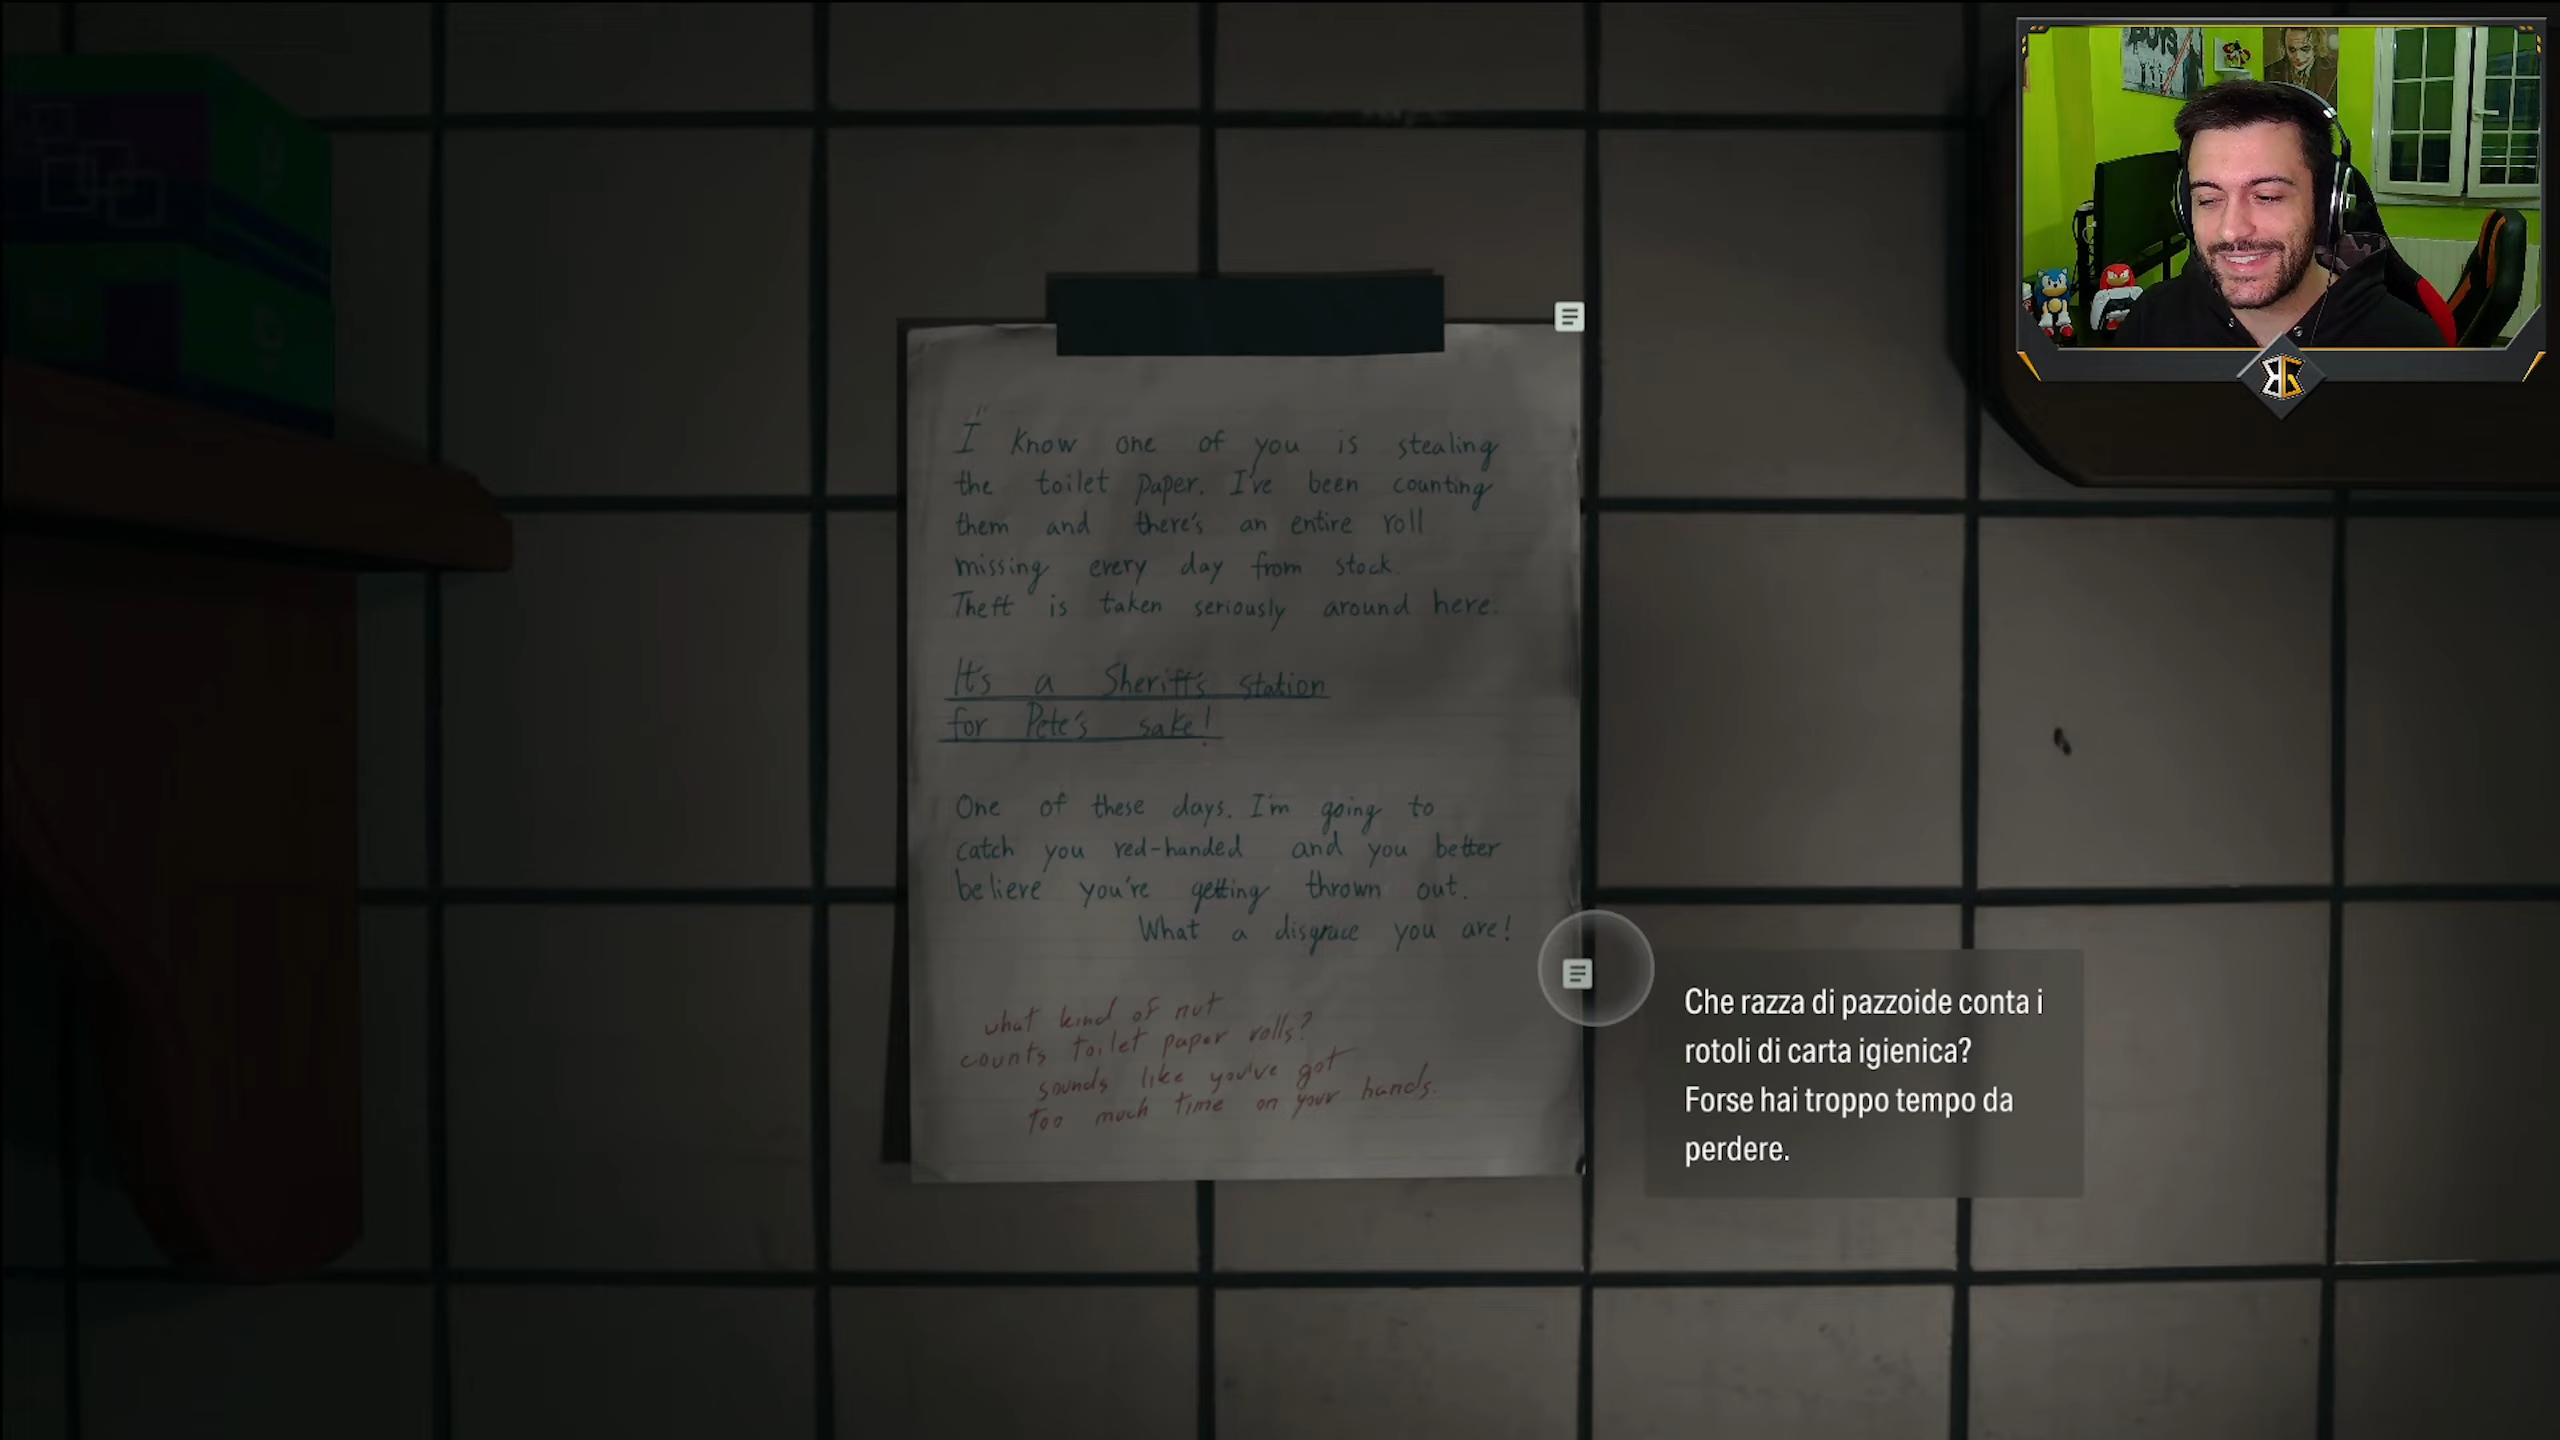 I know one of you is stealing
the toilet paper. I've been counting
them and there's an entire roll
missing every day from stock.
Theft is taken seriously around here.
It's a Sheriff's station
for Pete's sake!
One of these days. I'm going to
catch you red-handed and you better
believe you're getting thrown out.
What a disgrace you are!
what kind of nut
counts toilet paper rolls?
sounds like you've got
too much time on your hands.
Che razza di pazzoide conta i
rotoli di carta igienica?
Forse hai troppo tempo da
perdere.
BOYS